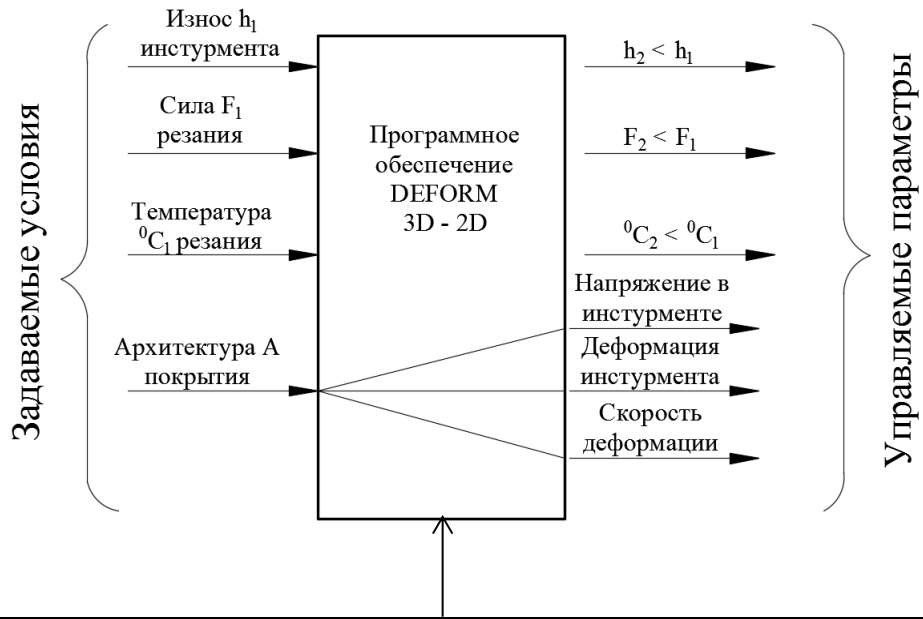 Задаваемые условия
Износ h₁
инстурмента
Сила F₁
резания
Температура
⁰C₁ резания
Архитектура А
покрытия
Программное
обеспечение
DEFORM
3D - 2D
h₂ < h₁
F₂ < F₁
⁰C₂ < ⁰C₁
Напряжение в
инстурменте
Деформация
инстурмента
Скорость
деформации
Управляемые параметры